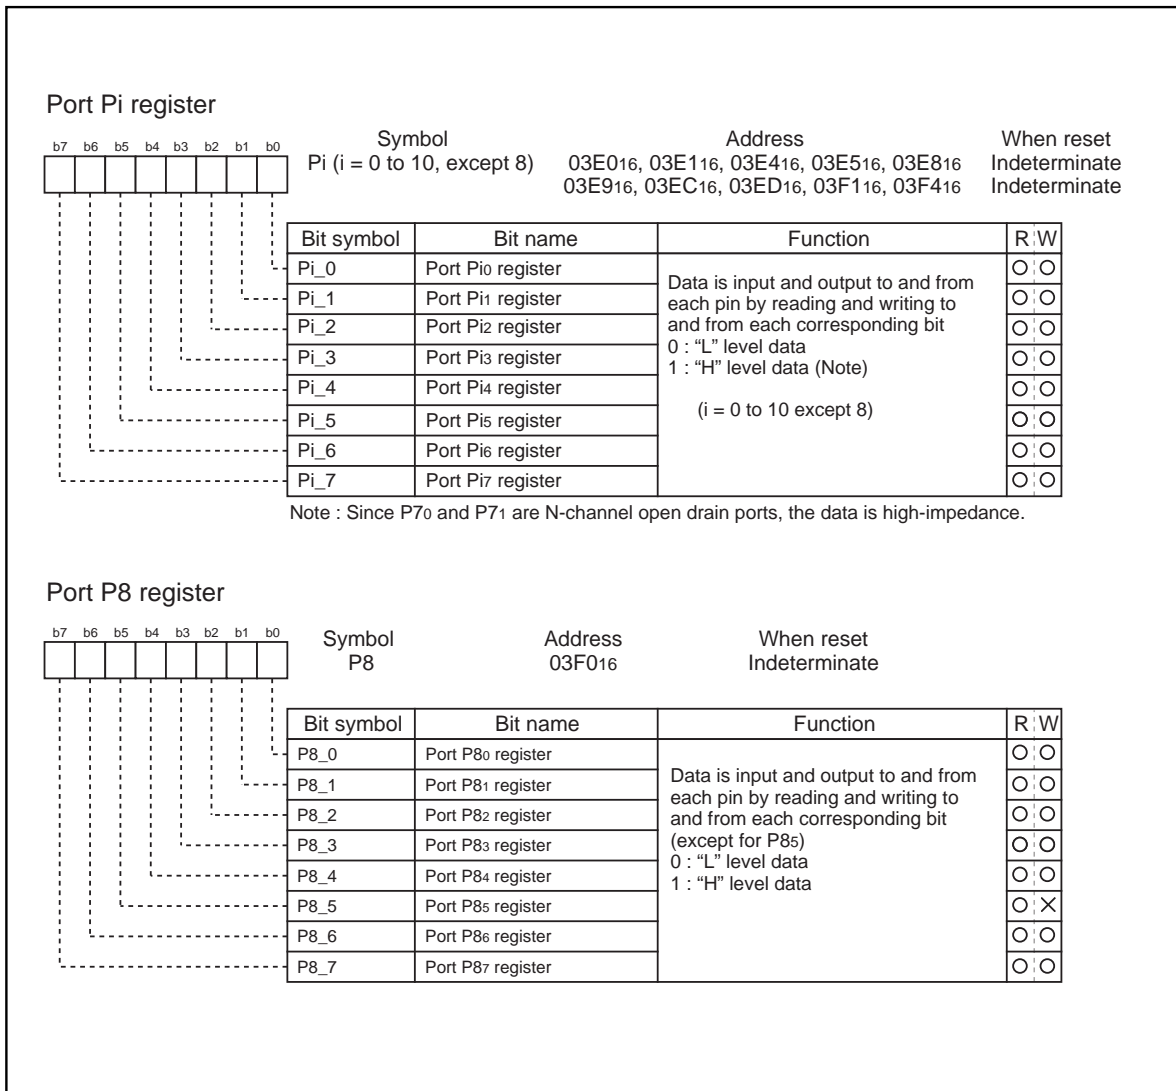 Port Pi register
b7 b6 b5 b4 b3 b2 b1 b0
Symbol Address When reset
Pi (i = 0 to 10, except 8) 03E016, 03E116, 03E416, 03E516, 03E816 Indeterminate
03E916, 03EC16, 03ED16, 03F116, 03F416 Indeterminate
Bit symbol Bit name Function R W
Pi_0 Port Pi0 register
Pi_1 Port Pi1 register
Pi_2 Port Pi2 register
Pi_3 Port Pi3 register
Pi_4 Port Pi4 register
Pi_5 Port Pi5 register
Pi_6 Port Pi6 register
Pi_7 Port Pi7 register
Data is input and output to and from
each pin by reading and writing to
and from each corresponding bit
0 : “L” level data
1 : “H” level data (Note)
(i = 0 to 10 except 8)
Note : Since P70 and P71 are N-channel open drain ports, the data is high-impedance.
Port P8 register
b7 b6 b5 b4 b3 b2 b1 b0
Symbol Address When reset
P8 03F016 Indeterminate
Bit symbol Bit name Function R W
P8_0 Port P80 register
P8_1 Port P81 register
P8_2 Port P82 register
P8_3 Port P83 register
P8_4 Port P84 register
P8_5 Port P85 register
P8_6 Port P86 register
P8_7 Port P87 register
Data is input and output to and from
each pin by reading and writing to
and from each corresponding bit
(except for P85)
0 : “L” level data
1 : “H” level data